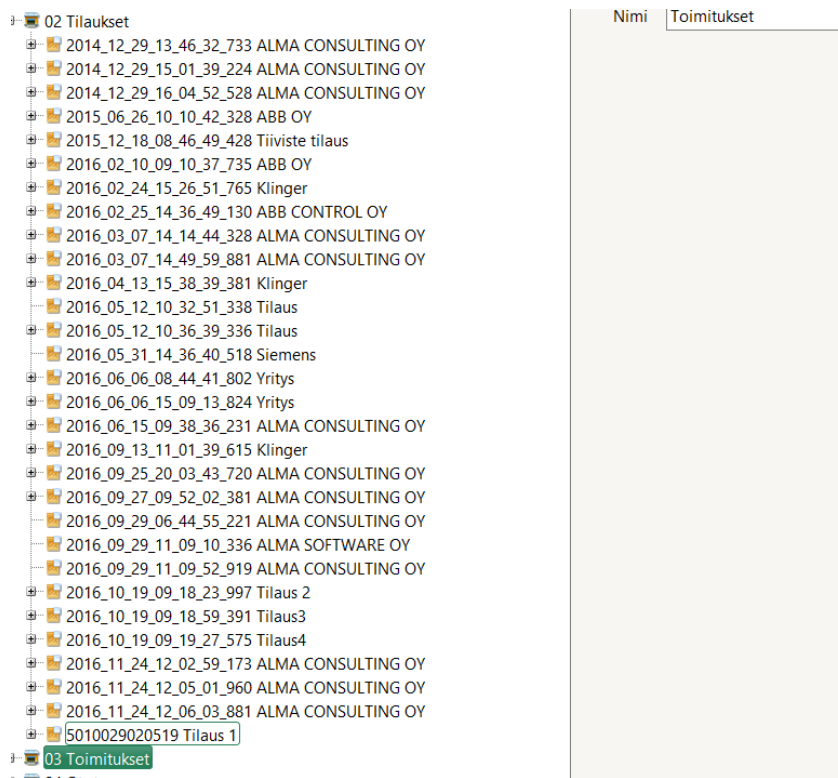 02 Tilaukset
2014_12_29_13_46_32_733 ALMA CONSULTING OY
2014_12_29_15_01_39_224 ALMA CONSULTING OY
2014_12_29_16_04_52_528 ALMA CONSULTING OY
2015_06_26_10_10_42_328 ABB OY
2015_12_18_08_46_49_428 Tiiviste tilaus
2016_02_10_09_10_37_735 ABB OY
2016_02_24_15_26_51_765 Klinger
2016_02_25_14_36_49_130 ABB CONTROL OY
2016_03_07_14_14_44_328 ALMA CONSULTING OY
2016_03_07_14_49_59_881 ALMA CONSULTING OY
2016_04_13_15_38_39_381 Klinger
2016_05_12_10_32_51_338 Tilaus
2016_05_12_10_36_39_336 Tilaus
2016_05_31_14_36_40_518 Siemens
2016_06_06_08_44_41_802 Yritys
2016_06_06_15_09_13_824 Yritys
2016_06_15_09_38_36_231 ALMA CONSULTING OY
2016_09_13_11_01_39_615 Klinger
2016_09_25_20_03_43_720 ALMA CONSULTING OY
2016_09_27_09_52_02_381 ALMA CONSULTING OY
2016_09_29_06_44_55_221 ALMA CONSULTING OY
2016_09_29_11_09_10_336 ALMA SOFTWARE OY
2016_09_29_11_09_52_919 ALMA CONSULTING OY
2016_10_19_09_18_23_997 Tilaus 2
2016_10_19_09_18_59_391 Tilaus3
2016_10_19_09_19_27_575 Tilaus4
2016_11_24_12_02_59_173 ALMA CONSULTING OY
2016_11_24_12_05_01_960 ALMA CONSULTING OY
2016_11_24_12_06_03_881 ALMA CONSULTING OY
5010029020519 Tilaus 1
03 Toimitukset
Nimi Toimitukset